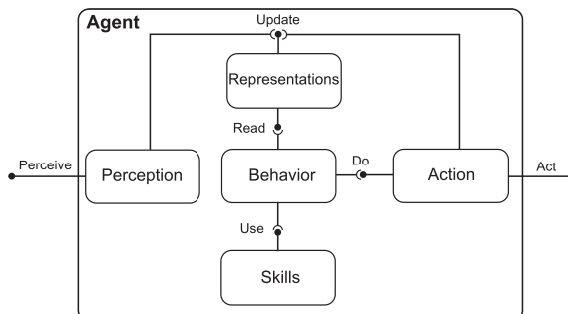 Agent
Update
Representations
Read
Perceive
Perception
Behavior
Do
Action
Act
Use
Skills